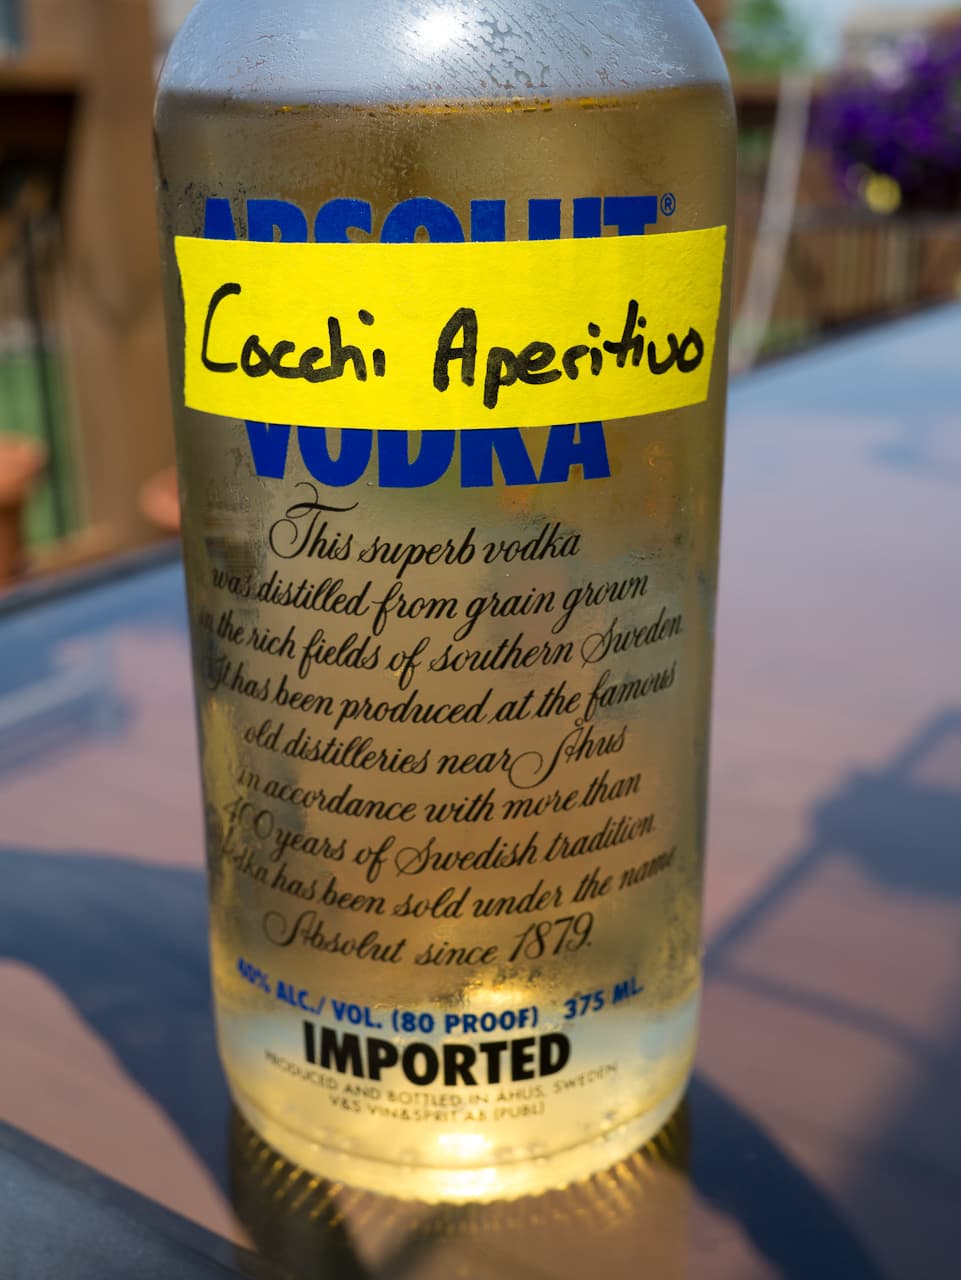 ABSOLUT®
Cocchi Aperitivo
VODKA
This superb vodka
was distilled from grain grown
in the rich fields of southern Sweden.
It has been produced at the famous
old distilleries near Åhus
in accordance with more than
400 years of Swedish tradition.
Vodka has been sold under the name
Absolut since 1879.
40% ALC./ VOL. (80 PROOF) 375 ML.
IMPORTED
PRODUCED AND BOTTLED IN ÅHUS, SWEDEN
V&S VIN&SPRIT AB (PUBL)